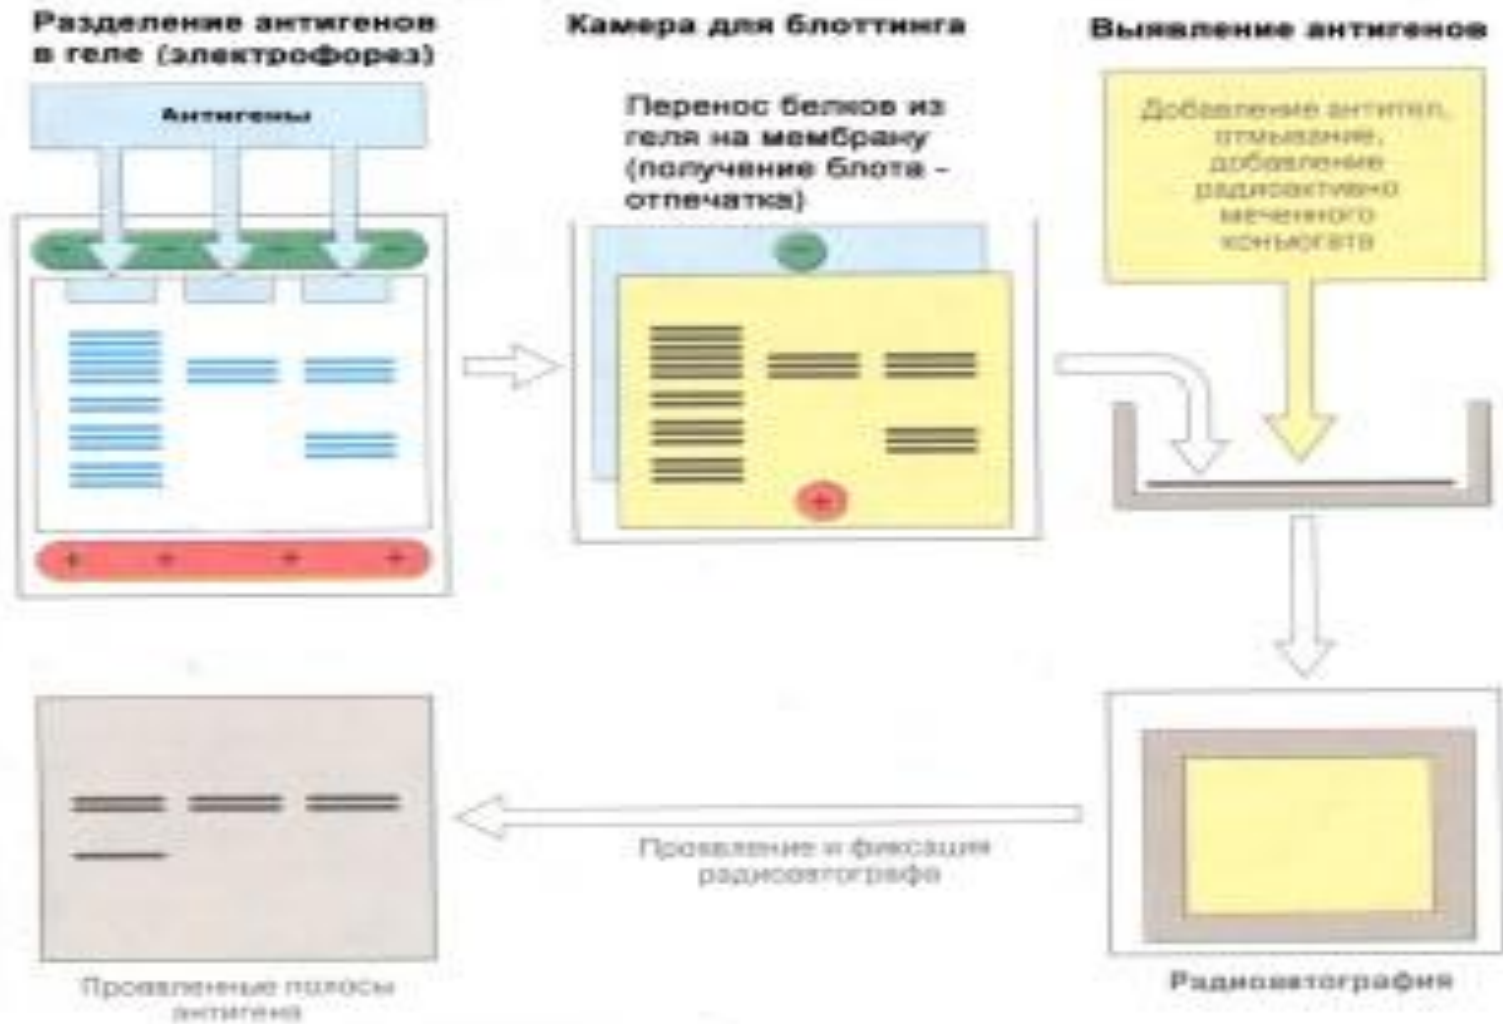 Разделение антигенов
в геле (электрофорез)
Антигены
Камера для блоттинга
Перенос белков из
геля на мембрану
(получение блота -
отпечатка)
Выявление антигенов
Добавление антител,
отмывание,
добавление
радиоактивно
меченного
конъюгата
Радиоавтография
Проявление и фиксация
радиоавтографа
Проявленные полосы
антигена